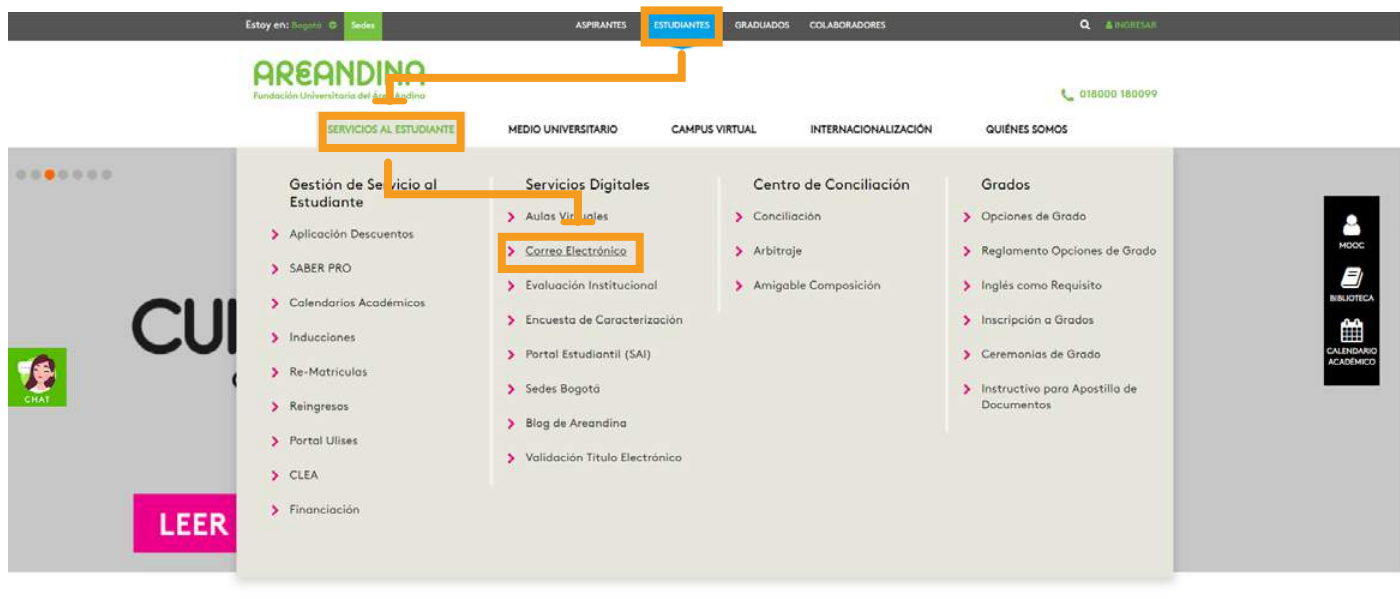 Estoy en: Bogotá Sedes ASPIRANTES ESTUDIANTES GRADUADOS COLABORADORES INGRESAR
AREANDINA
Fundación Universitaria del Área Andina
018000 180099
SERVICIOS AL ESTUDIANTE MEDIO UNIVERSITARIO CAMPUS VIRTUAL INTERNACIONALIZACIÓN QUIÉNES SOMOS
Gestión de Servicio al
Estudiante
Aplicación Descuentos
SABER PRO
Calendarios Académicos
Inducciones
Re-Matriculas
Reingresos
Portal Ulises
CLEA
Financiación
Servicios Digitales
Aulas Virtuales
Correo Electrónico
Evaluación Institucional
Encuesta de Caracterización
Portal Estudiantil (SAI)
Sedes Bogotá
Blog de Areandina
Validación Título Electrónico
Centro de Conciliación
Conciliación
Arbitraje
Amigable Composición
Grados
Opciones de Grado
Reglamento Opciones de Grado
Inglés como Requisito
Inscripción a Grados
Ceremonias de Grado
Instructivo para Apostilla de
Documentos
MOOC
BIBLIOTECA
CALENDARIO
ACADÉMICO
CHAT
LEER